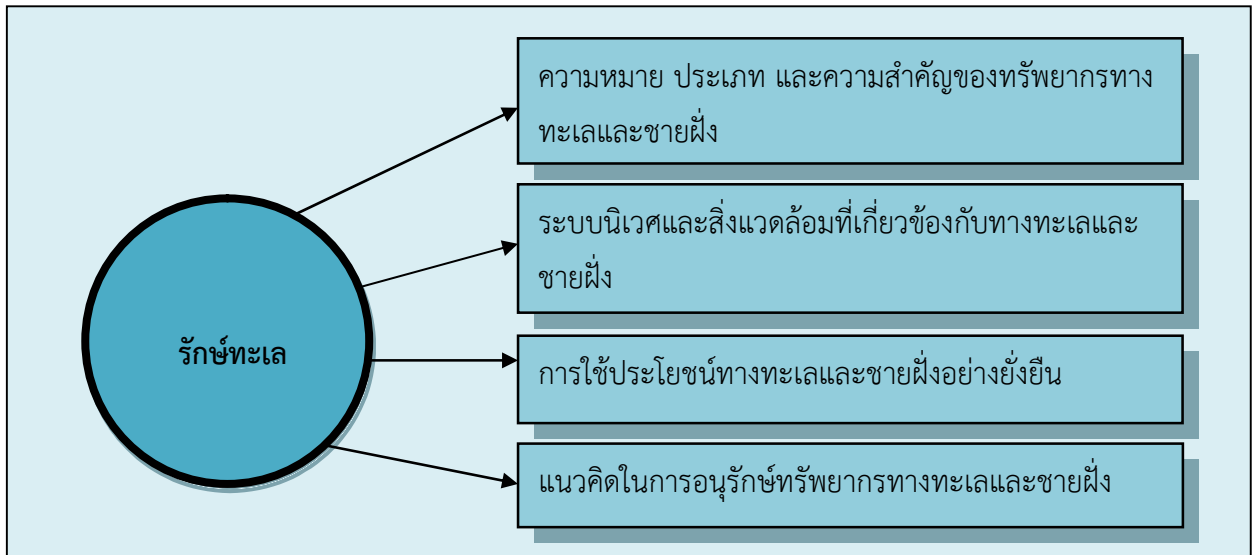 ความหมาย ประเภท และความสำคัญของทรัพยากรทาง
ทะเลและชายฝั่ง
ระบบนิเวศและสิ่งแวดล้อมที่เกี่ยวข้องกับทางทะเลและ
ชายฝั่ง
รักษ์ทะเล
การใช้ประโยชน์ทางทะเลและชายฝั่งอย่างยั่งยืน
แนวคิดในการอนุรักษ์ทรัพยากรทางทะเลและชายฝั่ง